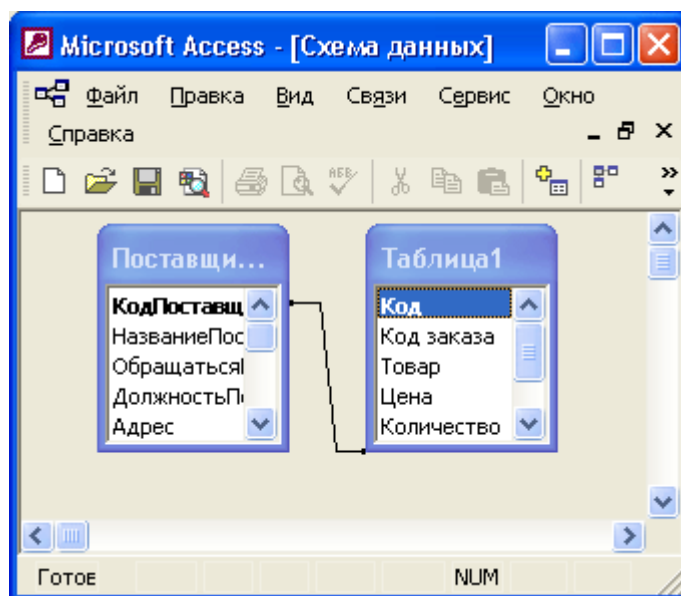 Microsoft Access - [Схема данных]
Файл Правка Вид Связи Сервис Окно
Справка
Поставщи...
КодПоставщ
НазваниеПос
Обращаться
ДолжностьП
Адрес
Таблица1
Код
Код заказа
Товар
Цена
Количество
Готов
NUM